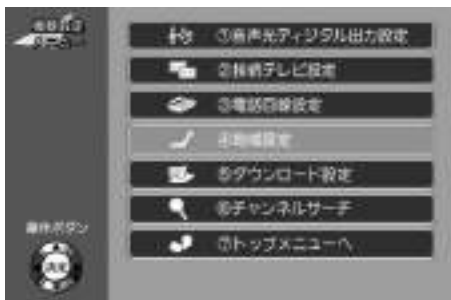 ①音声光ディジタル出力設定
②接続テレビ設定
③電話回線設定
④地域設定
⑤ダウンロード設定
⑥チャンネルサーチ
⑦トップメニューへ
操作ボタン
決定